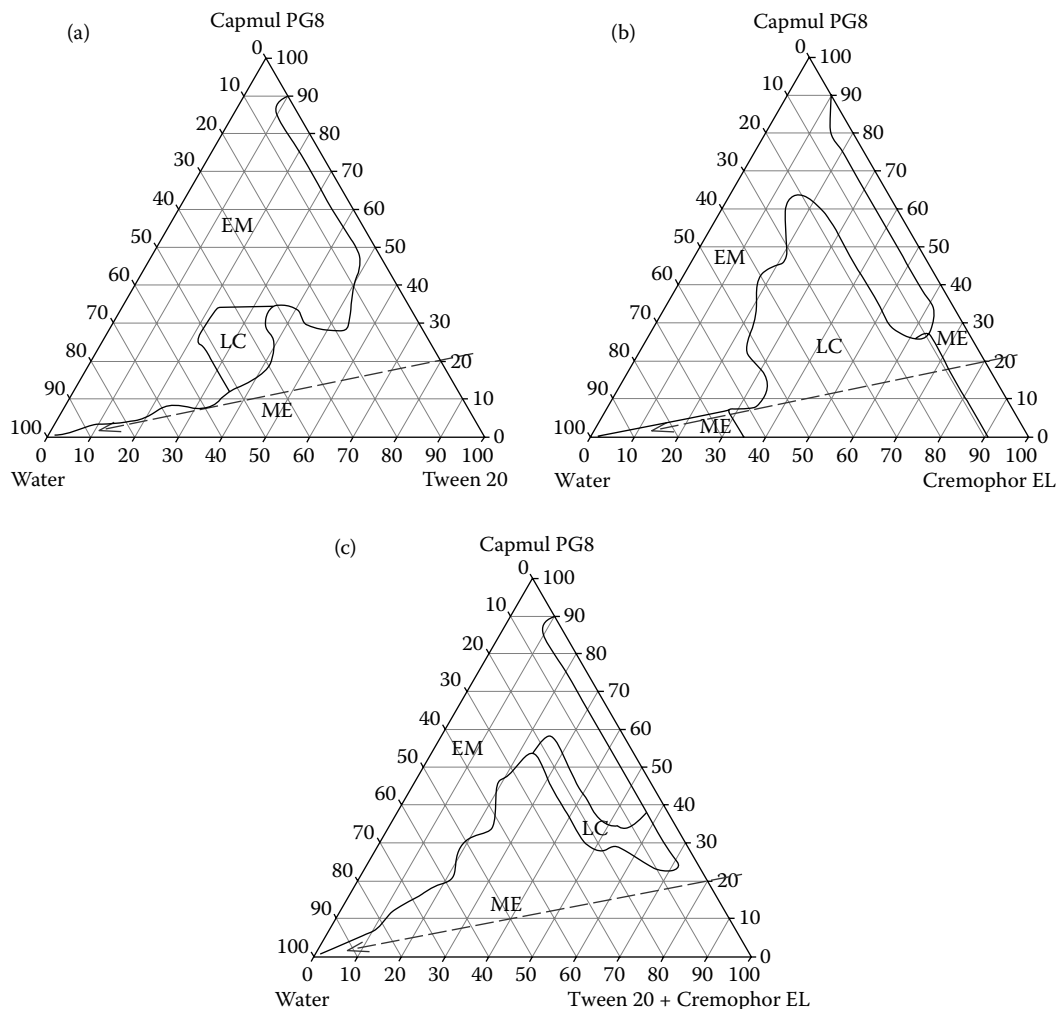 Capmul PG8
(a)
0 100
10 90
20 80
30 70
40 60
EM
50 50
60 40
70 30
LC
80 20
90 10
ME
100 0
0 10 20 30 40 50 60 70 80 90 100
Water Tween 20
Capmul PG8
(b)
0 100
10 90
20 80
30 70
40 60
50 50
EM
60 40
70 30
LC ME
80 20
90 10
ME
100 0
0 10 20 30 40 50 60 70 80 90 100
Water Cremophor EL
Capmul PG8
(c)
0 100
10 90
20 80
30 70
40 60
EM
50 50
60 40
LC
70 30
80 20
ME
90 10
100 0
0 10 20 30 40 50 60 70 80 90 100
Water Tween 20 + Cremophor EL